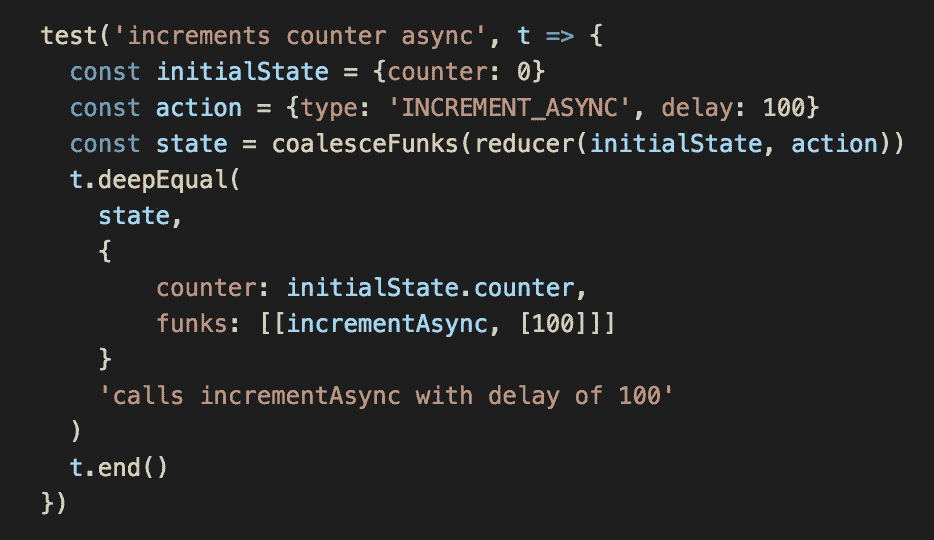 test('increments counter async', t => {
  const initialState = {counter: 0}
  const action = {type: 'INCREMENT_ASYNC', delay: 100}
  const state = coalesceFunks(reducer(initialState, action))
  t.deepEqual(
    state,
    {
        counter: initialState.counter,
        funks: [[incrementAsync, [100]]]
    }
    'calls incrementAsync with delay of 100'
  )
  t.end()
})